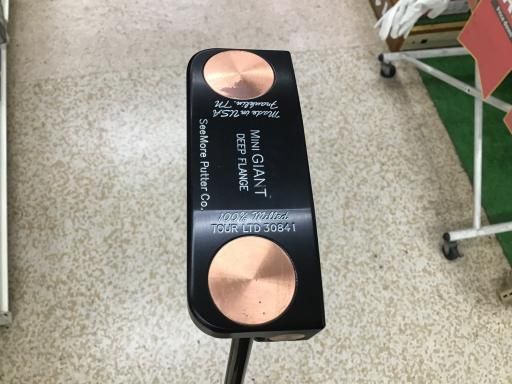 Made in USA
Franklin, TN
MINI GIANT
DEEP FLANGE
SeeMore Putter Co.
100% Milled
TOUR LTD 30841